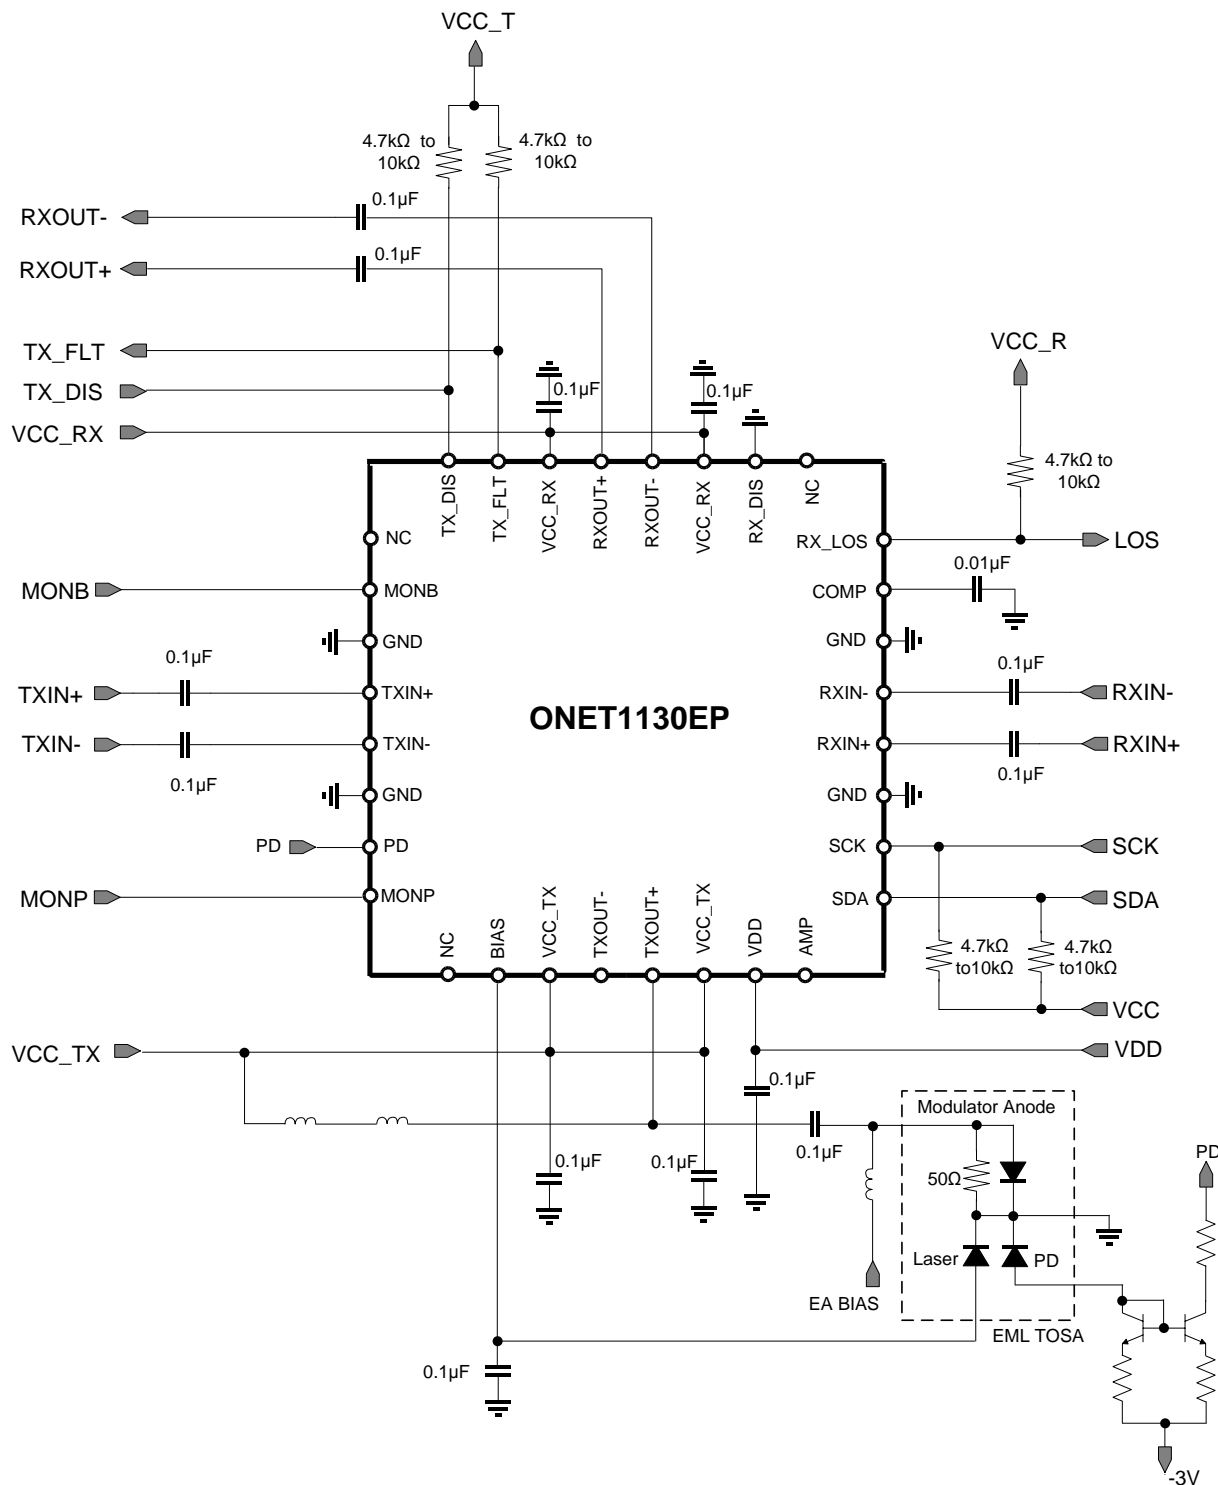 VCC_T
4.7kΩ to
10kΩ
4.7kΩ to
10kΩ
0.1µF
RXOUT-
0.1µF
RXOUT+
TX_FLT
VCC_R
TX_DIS
0.1µF
0.1µF
VCC_RX
4.7kΩ to
10kΩ
TX_DIS
TX_FLT
VCC_RX
RXOUT+
RXOUT-
VCC_RX
RX_DIS
NC
NC
RX_LOS
LOS
0.01µF
MONB
MONB
COMP
GND
GND
0.1µF
0.1µF
TXIN+
TXIN+
RXIN-
RXIN-
ONET1130EP
TXIN-
TXIN-
RXIN+
RXIN+
0.1µF
0.1µF
GND
GND
PD
PD
SCK
SCK
MONP
MONP
SDA
SDA
NC
BIAS
VCC_TX
TXOUT-
TXOUT+
VCC_TX
VDD
AMP
4.7kΩ
to10kΩ
4.7kΩ
to10kΩ
VCC
VCC_TX
VDD
0.1µF
Modulator Anode
0.1µF
0.1µF
0.1µF
50Ω
PD
Laser
PD
EA BIAS
EML TOSA
0.1µF
-3V